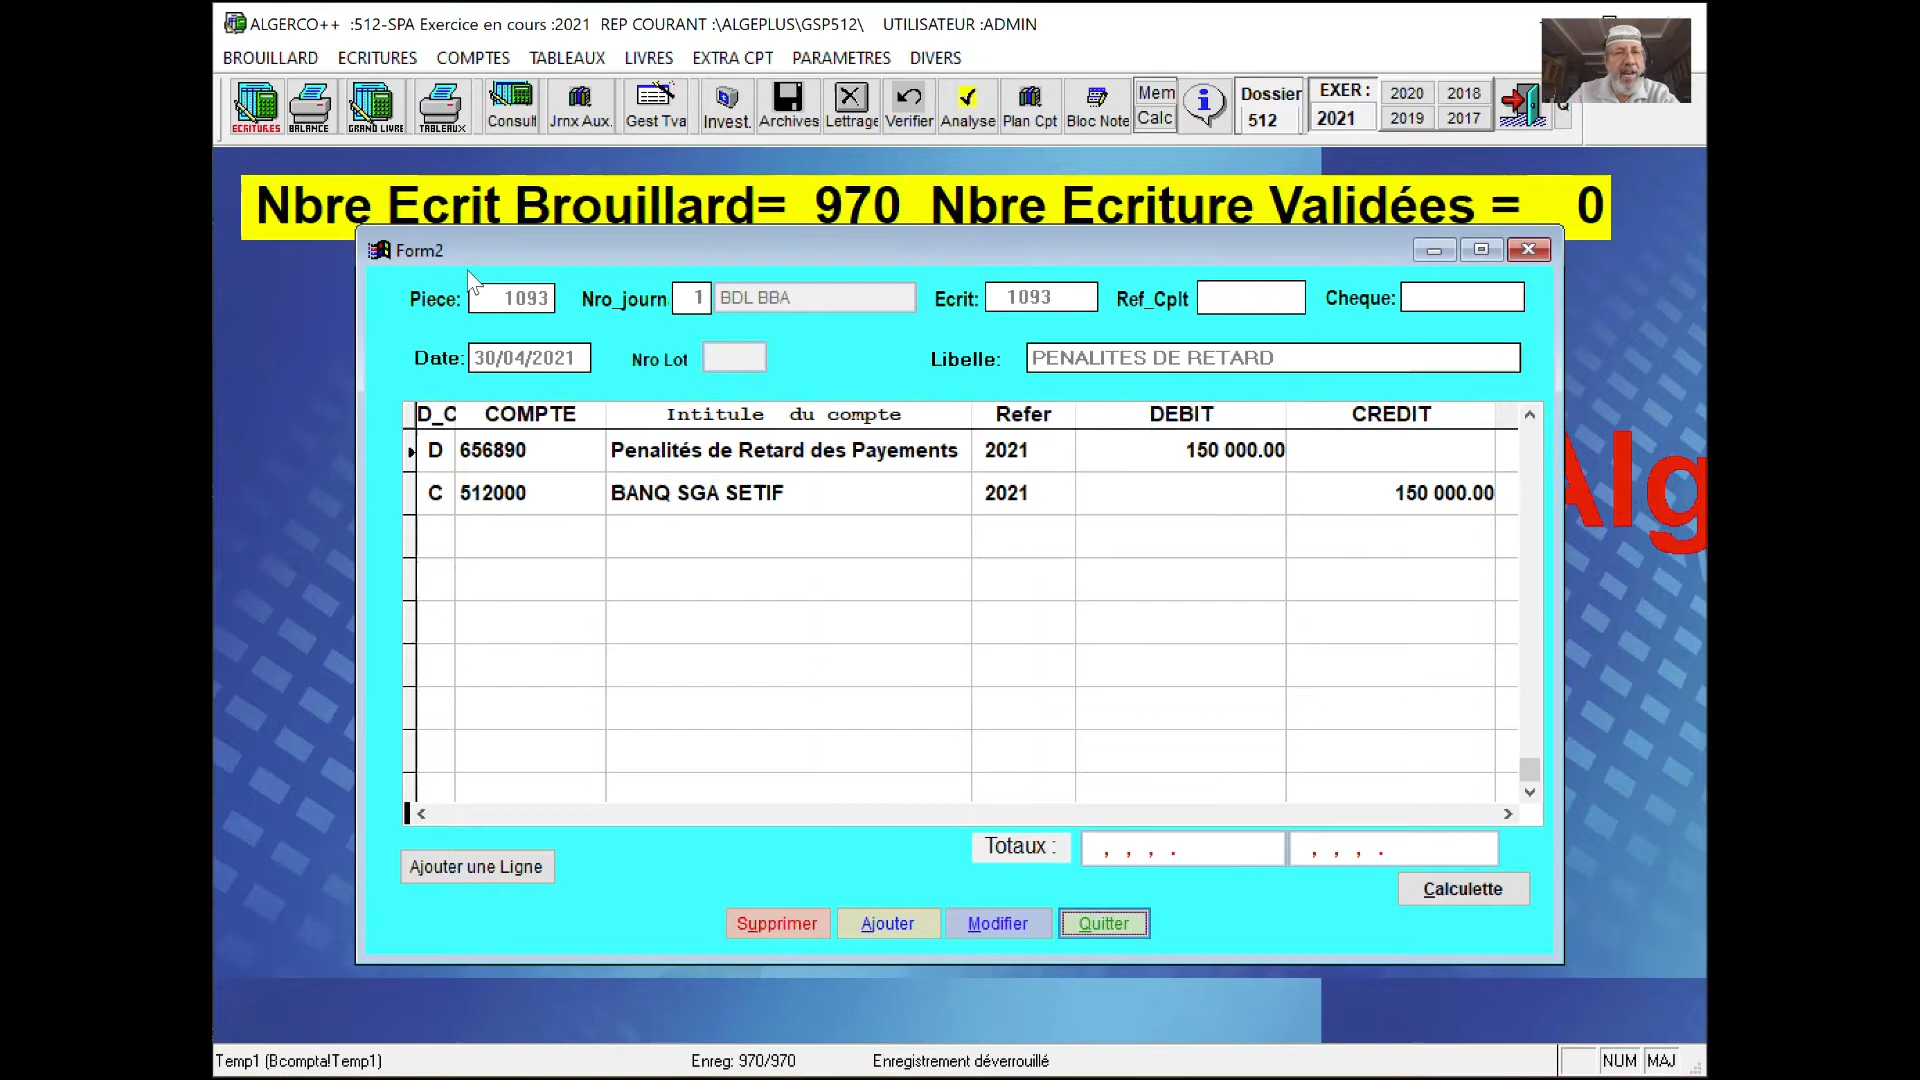 ALGERCO++ :512-SPA Exercice en cours :2021 REP COURANT :\ALGEPLUS\GSP512\ UTILISATEUR :ADMIN
BROUILLARD ECRITURES COMPTES TABLEAUX LIVRES EXTRA CPT PARAMETRES DIVERS
ECRITURES BALANCE GRAND LIVRE TABLEAUX Consult Jrnx Aux. Gest Tva Invest. Archives Lettrage Verifier Analyse Plan Cpt Bloc Note
Mem
Calc
Dossier
512
EXER :
2021
2020 2018
2019 2017
Nbre Ecrit Brouillard= 970 Nbre Ecriture Validées = 0
Form2
Piece: 1093 Nro_journ 1 BDL BBA Ecrit: 1093 Ref_Cplt Cheque:
Date: 30/04/2021 Nro Lot Libelle: PENALITES DE RETARD
D_C COMPTE Intitule du compte Refer DEBIT CREDIT
D 656890 Penalités de Retard des Payements 2021 150 000.00
C 512000 BANQ SGA SETIF 2021 150 000.00
Alg
Totaux : , , , . , , , .
Ajouter une Ligne
Calculette
Supprimer Ajouter Modifier Quitter
Temp1 (Bcompta!Temp1) Enreg: 970/970 Enregistrement déverrouillé NUM MAJ